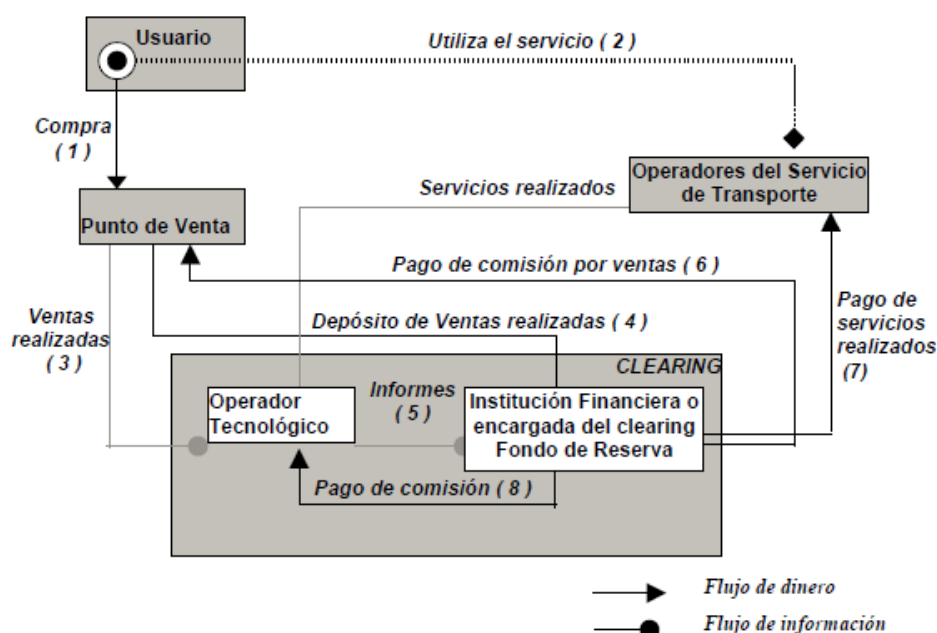 Usuario
Utiliza el servicio ( 2 )
Compra
( 1 )
Operadores del Servicio
de Transporte
Servicios realizados
Punto de Venta
Pago de comisión por ventas ( 6 )
Ventas
realizadas
( 3 )
Depósito de Ventas realizadas ( 4 )
Pago de
servicios
realizados
(7)
CLEARING
Operador
Tecnológico
Informes
( 5 )
Institución Financiera o
encargada del clearing
Fondo de Reserva
Pago de comisión ( 8 )
Flujo de dinero
Flujo de información